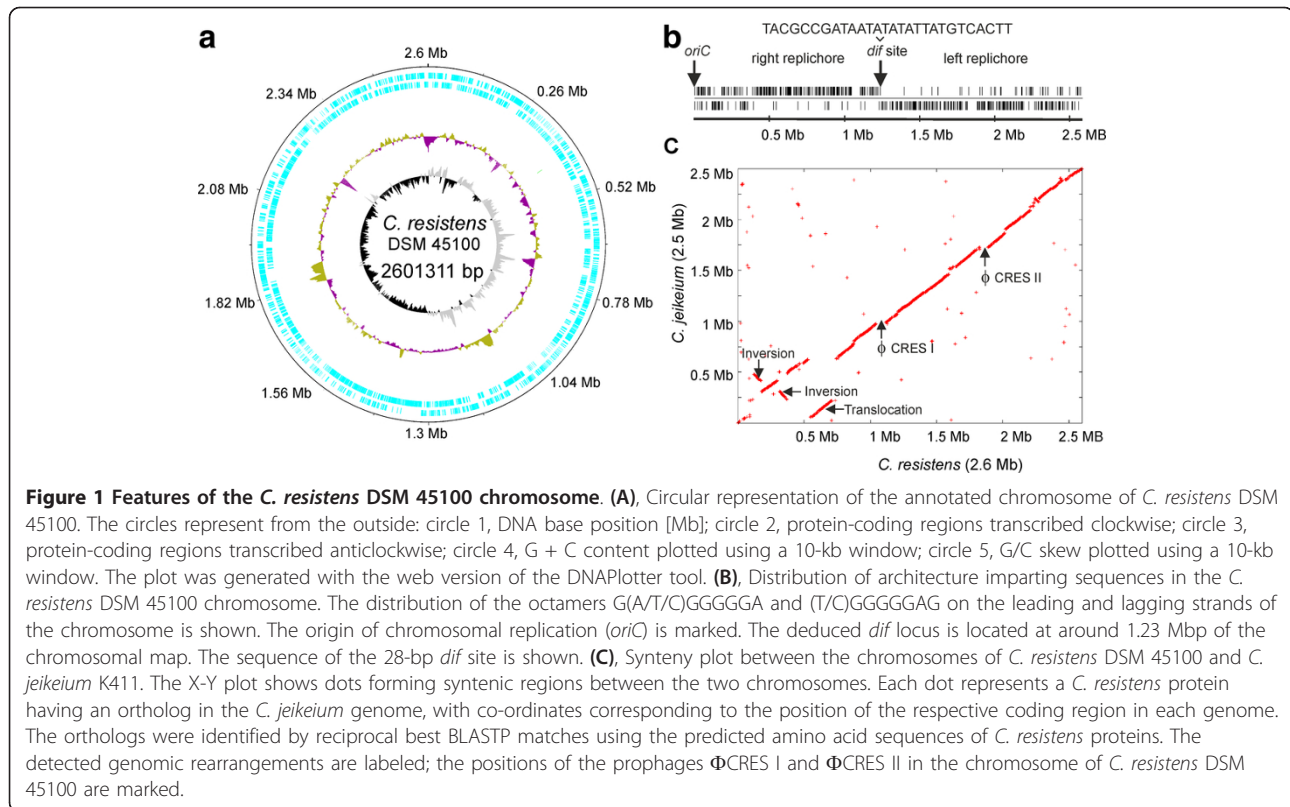 a
2.6 Mb
0.26 Mb
0.52 Mb
0.78 Mb
1.04 Mb
1.3 Mb
1.56 Mb
1.82 Mb
2.08 Mb
2.34 Mb
C. resistens
DSM 45100
2601311 bp
b
TACGCCGATAATATATATTATGTCACTT
oriC
right replichore
dif site
left replichore
0.5 Mb
1 Mb
1.5 Mb
2 Mb
2.5 MB
C
2.5 Mb
2 Mb
1.5 Mb
1 Mb
0.5 Mb
C. jeikeium (2.5 Mb)
ϕ CRES II
ϕ CRES I
Inversion
Inversion
Translocation
0.5 Mb
1 Mb
1.5 Mb
2 Mb
2.5 MB
C. resistens (2.6 Mb)
Figure 1 Features of the C. resistens DSM 45100 chromosome. (A), Circular representation of the annotated chromosome of C. resistens DSM
45100. The circles represent from the outside: circle 1, DNA base position [Mb]; circle 2, protein-coding regions transcribed clockwise; circle 3,
protein-coding regions transcribed anticlockwise; circle 4, G + C content plotted using a 10-kb window; circle 5, G/C skew plotted using a 10-kb
window. The plot was generated with the web version of the DNAPlotter tool. (B), Distribution of architecture imparting sequences in the C.
resistens DSM 45100 chromosome. The distribution of the octamers G(A/T/C)GGGGGA and (T/C)GGGGGAG on the leading and lagging strands of
the chromosome is shown. The origin of chromosomal replication (oriC) is marked. The deduced dif locus is located at around 1.23 Mbp of the
chromosomal map. The sequence of the 28-bp dif site is shown. (C), Synteny plot between the chromosomes of C. resistens DSM 45100 and C.
jeikeium K411. The X-Y plot shows dots forming syntenic regions between the two chromosomes. Each dot represents a C. resistens protein
having an ortholog in the C. jeikeium genome, with co-ordinates corresponding to the position of the respective coding region in each genome.
The orthologs were identified by reciprocal best BLASTP matches using the predicted amino acid sequences of C. resistens proteins. The
detected genomic rearrangements are labeled; the positions of the prophages ΦCRES I and ΦCRES II in the chromosome of C. resistens DSM
45100 are marked.